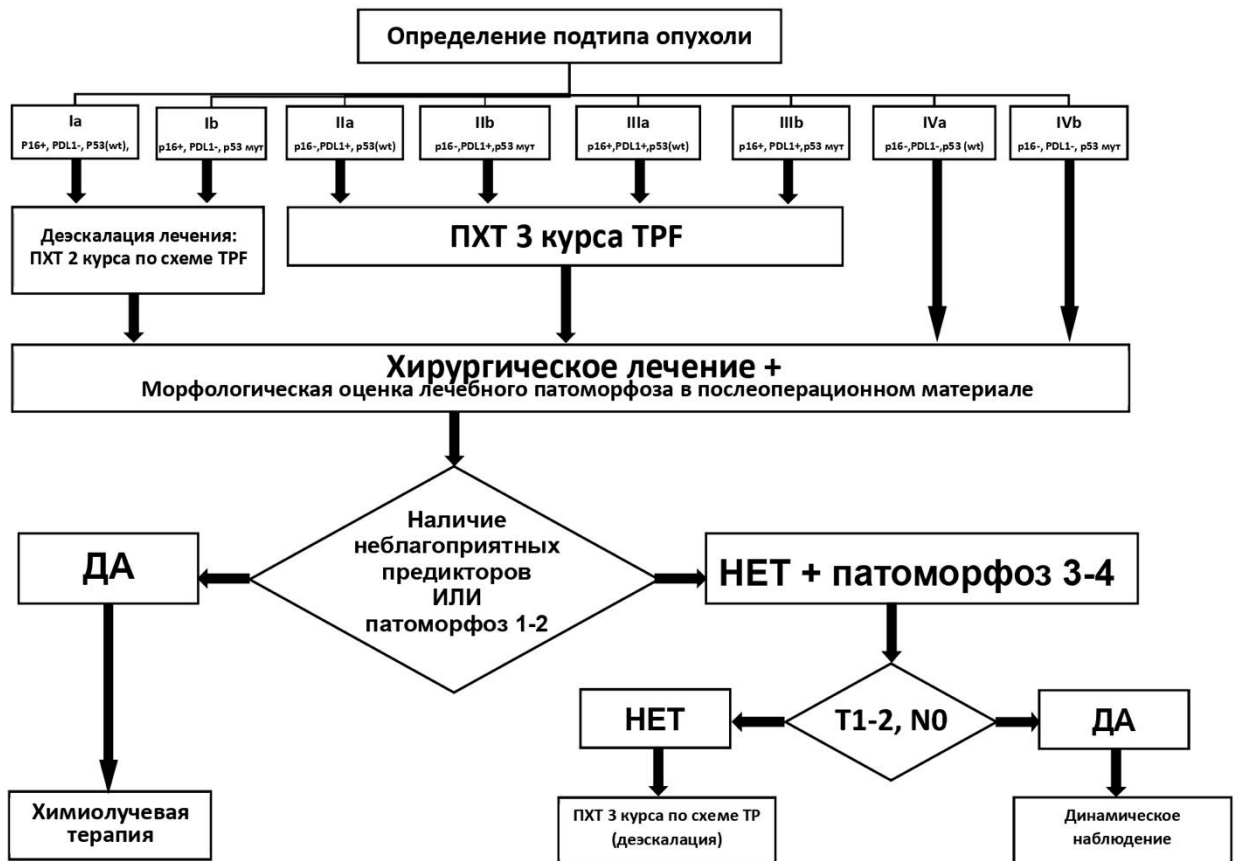 Определение подтипа опухоли
Ia
P16+, PDL1-, P53(wt),
Ib
p16+, PDL1-, p53 мут
IIa
p16-,PDL1+, p53(wt)
IIb
p16-,PDL1+,p53 мут
IIIa
p16+,PDL1+,p53(wt)
IIIb
p16+, PDL1+,p53 мут
IVa
p16-,PDL1-,p53 (wt)
IVb
p16-, PDL1-, p53 мут
Деэскалация лечения:
ПХТ 2 курса по схеме TPF
ПХТ 3 курса TPF
Хирургическое лечение +
Морфологическая оценка лечебного патоморфоза в послеоперационном материале
Наличие
неблагоприятных
предикторов
ИЛИ
патоморфоз 1-2
ДА
НЕТ + патоморфоз 3-4
T1-2, N0
НЕТ
ДА
Химиолучевая
терапия
ПХТ 3 курса по схеме TP
(деэскалация)
Динамическое
наблюдение